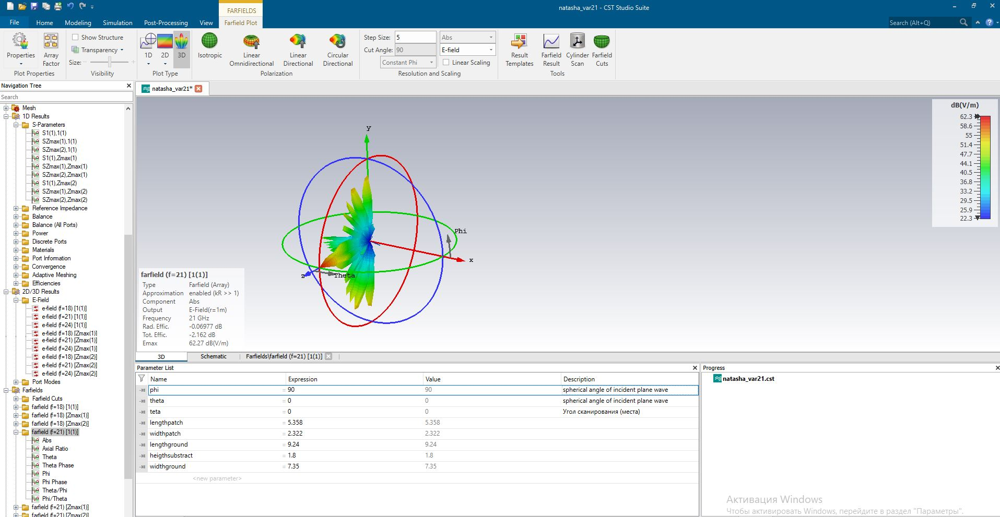 natasha_var21 - CST Studio Suite
FARFIELDS
File
Home
Modeling
Simulation
Post-Processing
View
Farfield Plot
Search (Alt+Q)
Properties
Array
Factor
Plot Properties
Show Structure
Transparency
Size:
Visibility
1D
2D
3D
Plot Type
Isotropic
Linear
Omnidirectional
Linear
Directional
Circular
Directional
Polarization
Step Size: 5
Cut Angle: 90
Constant Phi
Abs
E-field
Linear Scaling
Resolution and Scaling
Result
Templates
Farfield
Result
Cylinder
Scan
Farfield
Cuts
Tools
Navigation Tree
Search
Mesh
1D Results
S-Parameters
S1(1),1(1)
SZmax(1),1(1)
SZmax(2),1(1)
S1(1),Zmax(1)
SZmax(1),Zmax(1)
SZmax(2),Zmax(1)
S1(1),Zmax(2)
SZmax(1),Zmax(2)
SZmax(2),Zmax(2)
Reference Impedance
Balance
Balance (All Ports)
Power
Discrete Ports
Materials
Port Information
Convergence
Adaptive Meshing
Efficiencies
2D/3D Results
E-Field
e-field (f=18) [1(1)]
e-field (f=21) [1(1)]
e-field (f=24) [1(1)]
e-field (f=18) [Zmax(1)]
e-field (f=21) [Zmax(1)]
e-field (f=24) [Zmax(1)]
e-field (f=18) [Zmax(2)]
e-field (f=21) [Zmax(2)]
e-field (f=24) [Zmax(2)]
Port Modes
Farfields
Farfield Cuts
farfield (f=18) [1(1)]
farfield (f=18) [Zmax(1)]
farfield (f=18) [Zmax(2)]
farfield (f=21) [1(1)]
Abs
Axial Ratio
Theta
Theta Phase
Phi
Phi Phase
Theta/Phi
Phi/Theta
farfield (f=21) [Zmax(1)]
farfield (f=21) [Zmax(2)]
natasha_var21*
y
Phi
x
z
Theta
dB(V/m)
62.3
58.6
55
51.4
47.7
44.1
40.5
36.8
33.2
29.5
25.9
22.3
farfield (f=21) [1(1)]
Type Farfield (Array)
Approximation enabled (kR >> 1)
Component Abs
Output E-Field(r=1m)
Frequency 21 GHz
Rad. Effic. -0.06977 dB
Tot. Effic. -2.162 dB
Emax 62.27 dB(V/m)
3D
Schematic
Farfields\farfield (f=21) [1(1)]
Parameter List
Name Expression Value Description
phi = 90 90 spherical angle of incident plane wave
theta = 0 0 spherical angle of incident plane wave
teta = 0 0 Угол сканирования (места)
lengthpatch = 5.358 5.358
widthpatch = 2.322 2.322
lengthground = 9.24 9.24
heigthsubstract = 1.8 1.8
widthground = 7.35 7.35
<new parameter>
Progress
natasha_var21.cst
Активация Windows
Чтобы активировать Windows, перейдите в раздел "Параметры".